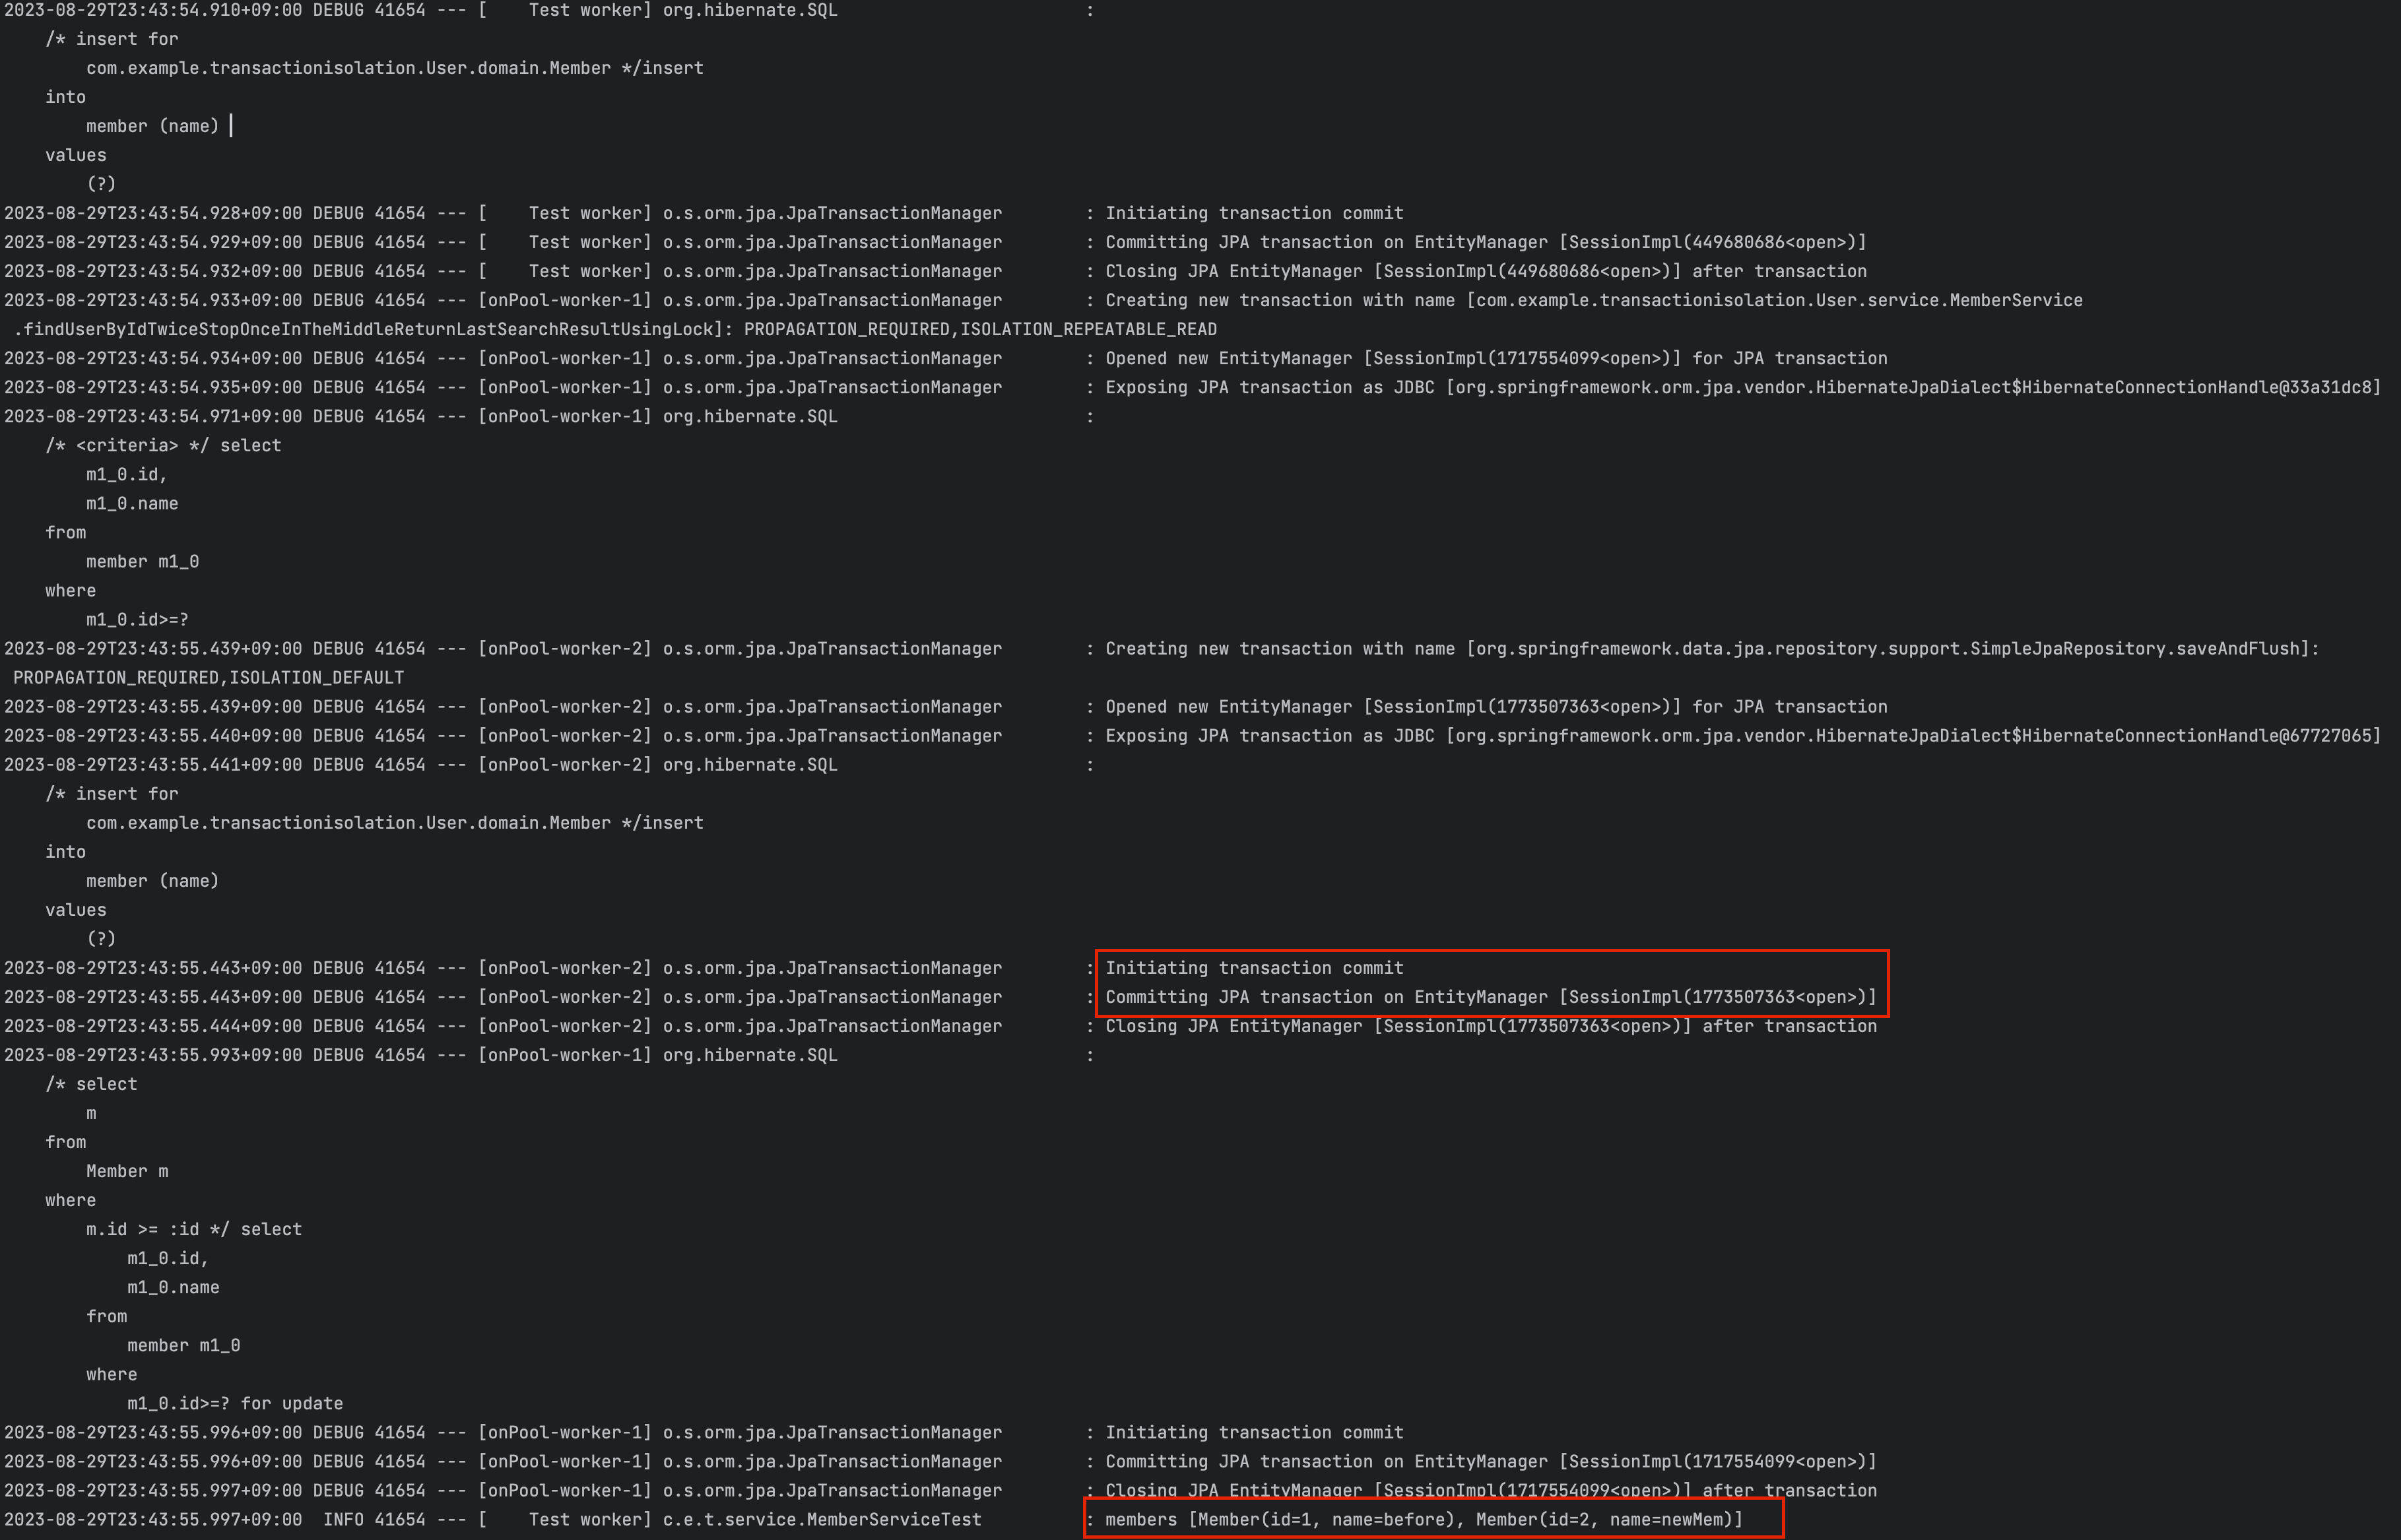 2023-08-29T23:43:54.910+09:00 DEBUG 41654 --- [    Test worker] org.hibernate.SQL                        :
    /* insert for
        com.example.transactionisolation.User.domain.Member */insert
    into
        member (name)
    values
        (?)
2023-08-29T23:43:54.928+09:00 DEBUG 41654 --- [    Test worker] o.s.orm.jpa.JpaTransactionManager        : Initiating transaction commit
2023-08-29T23:43:54.929+09:00 DEBUG 41654 --- [    Test worker] o.s.orm.jpa.JpaTransactionManager        : Committing JPA transaction on EntityManager [SessionImpl(449680686<open>)]
2023-08-29T23:43:54.932+09:00 DEBUG 41654 --- [    Test worker] o.s.orm.jpa.JpaTransactionManager        : Closing JPA EntityManager [SessionImpl(449680686<open>)] after transaction
2023-08-29T23:43:54.933+09:00 DEBUG 41654 --- [onPool-worker-1] o.s.orm.jpa.JpaTransactionManager        : Creating new transaction with name [com.example.transactionisolation.User.service.MemberService
 .findUserByIdTwiceStopOnceInTheMiddleReturnLastSearchResultUsingLock]: PROPAGATION_REQUIRED,ISOLATION_REPEATABLE_READ
2023-08-29T23:43:54.934+09:00 DEBUG 41654 --- [onPool-worker-1] o.s.orm.jpa.JpaTransactionManager        : Opened new EntityManager [SessionImpl(1717554099<open>)] for JPA transaction
2023-08-29T23:43:54.935+09:00 DEBUG 41654 --- [onPool-worker-1] o.s.orm.jpa.JpaTransactionManager        : Exposing JPA transaction as JDBC [org.springframework.orm.jpa.vendor.HibernateJpaDialect$HibernateConnectionHandle@33a31dc8]
2023-08-29T23:43:54.971+09:00 DEBUG 41654 --- [onPool-worker-1] org.hibernate.SQL                        :
    /* <criteria> */ select
        m1_0.id,
        m1_0.name
    from
        member m1_0
    where
        m1_0.id>=?
2023-08-29T23:43:55.439+09:00 DEBUG 41654 --- [onPool-worker-2] o.s.orm.jpa.JpaTransactionManager        : Creating new transaction with name [org.springframework.data.jpa.repository.support.SimpleJpaRepository.saveAndFlush]:
 PROPAGATION_REQUIRED,ISOLATION_DEFAULT
2023-08-29T23:43:55.439+09:00 DEBUG 41654 --- [onPool-worker-2] o.s.orm.jpa.JpaTransactionManager        : Opened new EntityManager [SessionImpl(1773507363<open>)] for JPA transaction
2023-08-29T23:43:55.440+09:00 DEBUG 41654 --- [onPool-worker-2] o.s.orm.jpa.JpaTransactionManager        : Exposing JPA transaction as JDBC [org.springframework.orm.jpa.vendor.HibernateJpaDialect$HibernateConnectionHandle@67727065]
2023-08-29T23:43:55.441+09:00 DEBUG 41654 --- [onPool-worker-2] org.hibernate.SQL                        :
    /* insert for
        com.example.transactionisolation.User.domain.Member */insert
    into
        member (name)
    values
        (?)
2023-08-29T23:43:55.443+09:00 DEBUG 41654 --- [onPool-worker-2] o.s.orm.jpa.JpaTransactionManager        : Initiating transaction commit
2023-08-29T23:43:55.443+09:00 DEBUG 41654 --- [onPool-worker-2] o.s.orm.jpa.JpaTransactionManager        : Committing JPA transaction on EntityManager [SessionImpl(1773507363<open>)]
2023-08-29T23:43:55.444+09:00 DEBUG 41654 --- [onPool-worker-2] o.s.orm.jpa.JpaTransactionManager        : Closing JPA EntityManager [SessionImpl(1773507363<open>)] after transaction
2023-08-29T23:43:55.993+09:00 DEBUG 41654 --- [onPool-worker-1] org.hibernate.SQL                        :
    /* select
        m
    from
        Member m
    where
        m.id >= :id */ select
            m1_0.id,
            m1_0.name
        from
            member m1_0
        where
            m1_0.id>=? for update
2023-08-29T23:43:55.996+09:00 DEBUG 41654 --- [onPool-worker-1] o.s.orm.jpa.JpaTransactionManager        : Initiating transaction commit
2023-08-29T23:43:55.996+09:00 DEBUG 41654 --- [onPool-worker-1] o.s.orm.jpa.JpaTransactionManager        : Committing JPA transaction on EntityManager [SessionImpl(1717554099<open>)]
2023-08-29T23:43:55.997+09:00 DEBUG 41654 --- [onPool-worker-1] o.s.orm.jpa.JpaTransactionManager        : Closing JPA EntityManager [SessionImpl(1717554099<open>)] after transaction
2023-08-29T23:43:55.997+09:00  INFO 41654 --- [    Test worker] c.e.t.service.MemberServiceTest          : members [Member(id=1, name=before), Member(id=2, name=newMem)]